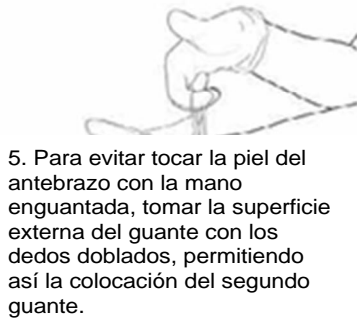 5. Para evitar tocar la piel del
antebrazo con la mano
enguantada, tomar la superficie
externa del guante con los
dedos doblados, permitiendo
así la colocación del segundo
guante.